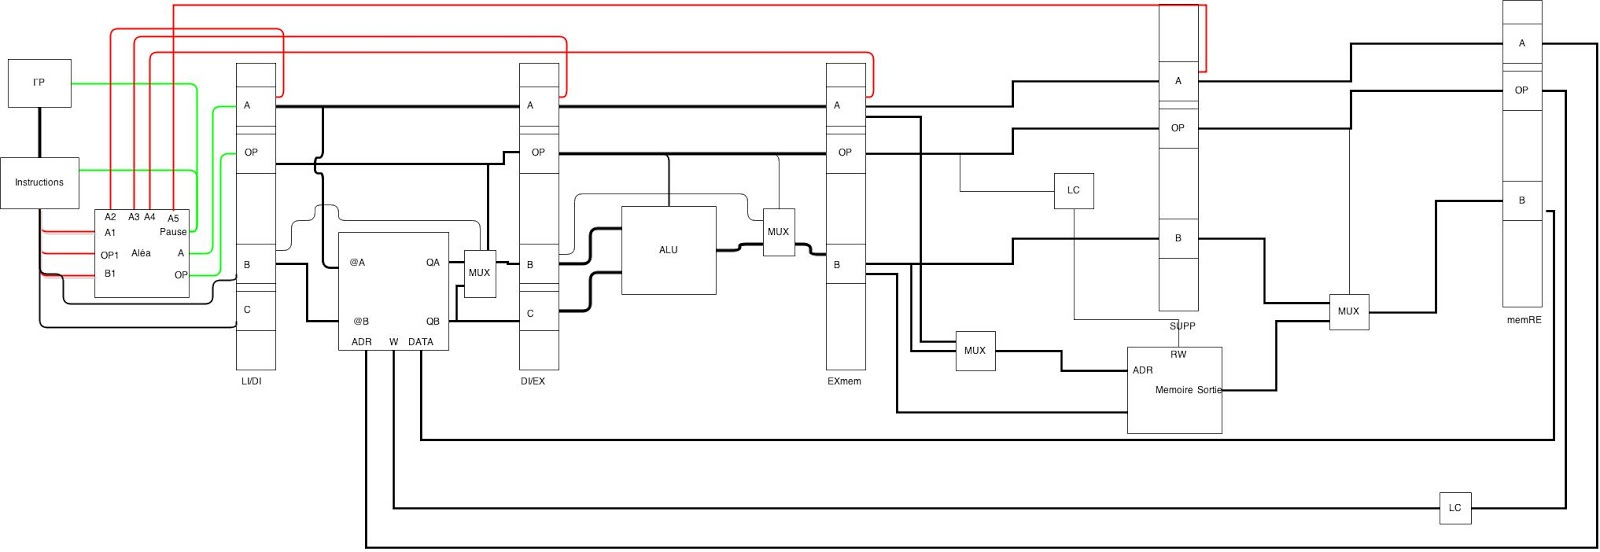 A
A
OP
IP
A2 A3 A4 A5
A1 Pause
OP1 Aléa A
B1 OP
Instructions
A
OP
B
C
LI/DI
@A QA
@B QB
ADR W DATA
MUX
A
OP
B
C
DI/EX
ALU
MUX
A
OP
B
EXmem
MUX
LC
OP
B
SUPP
RW
ADR
Memoire Sortie
MUX
B
memRE
LC